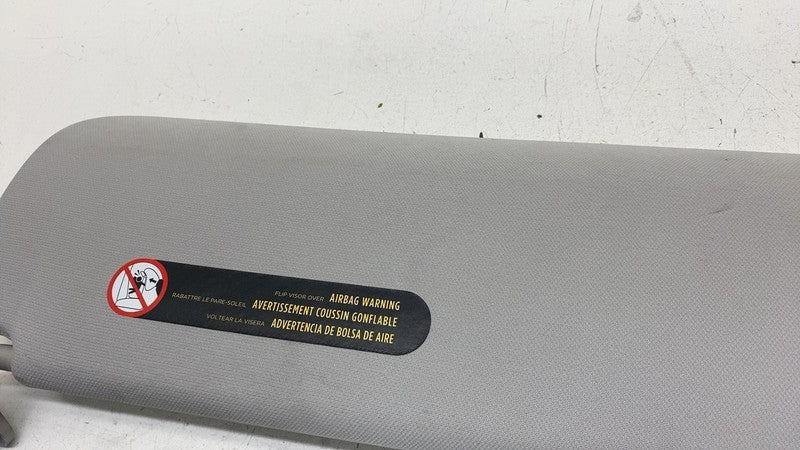 FLIP VISOR OVER AIRBAG WARNING
RABATTRE LE PARE-SOLEIL AVERTISSEMENT COUSSIN GONFLABLE
VOLTEAR LA VISERA ADVERTENCIA DE BOLSA DE AIRE